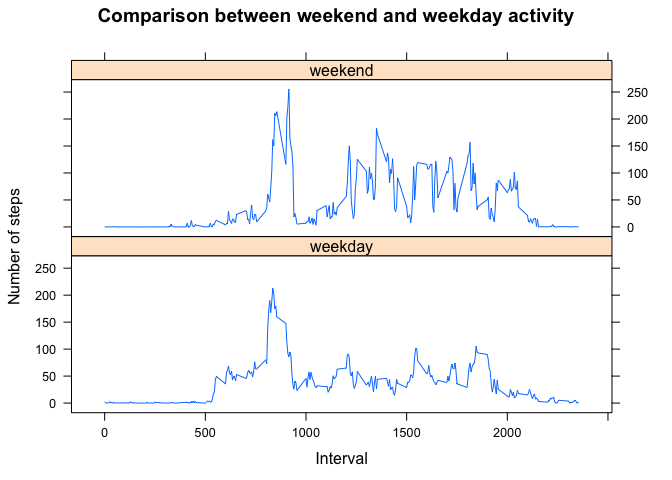 Comparison between weekend and weekday activity
weekend
250
200
150
100
50
0
weekday
250
200
150
100
50
0
Number of steps
0 500 1000 1500 2000
Interval